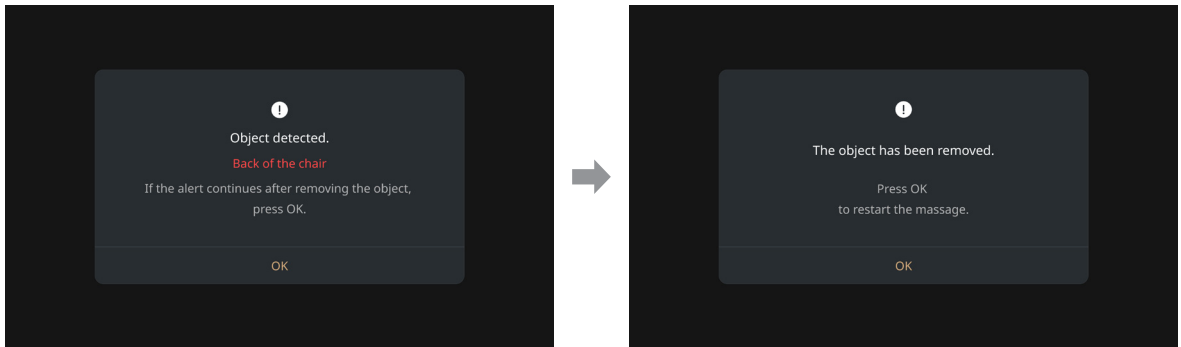 Object detected.
Back of the chair
If the alert continues after removing the object,
press OK.
OK
The object has been removed.
Press OK
to restart the massage.
OK